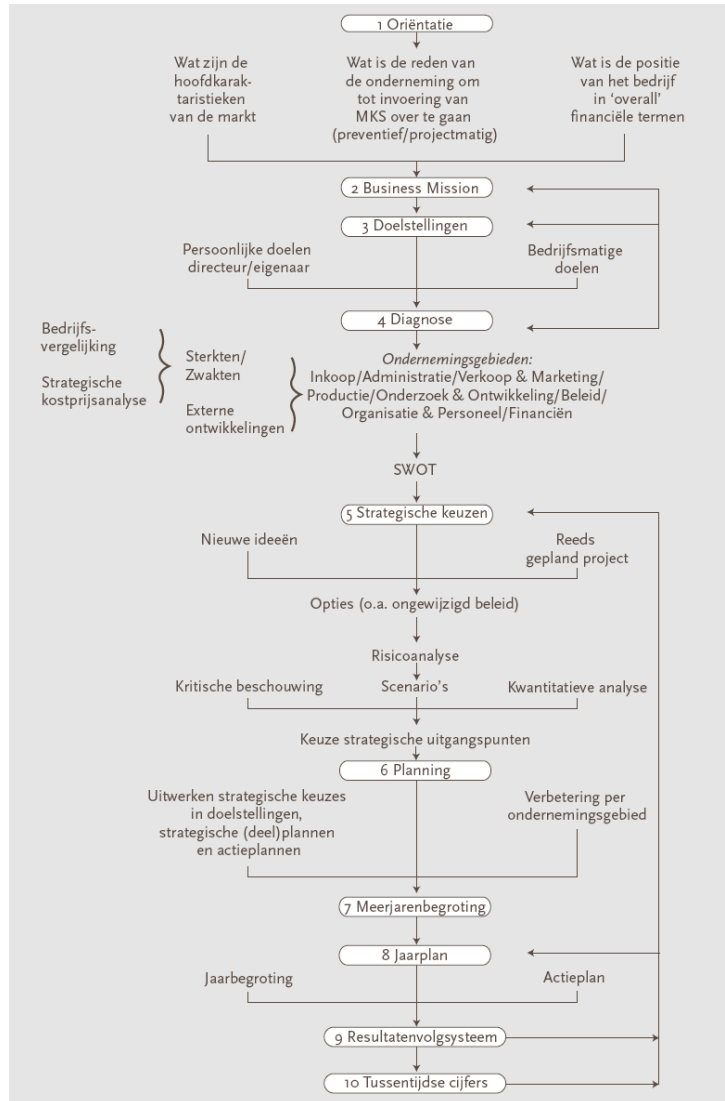 1 Oriëntatie
Wat zijn de
hoofdkarak-
taristieken
van de markt
Wat is de reden van
de onderneming om
tot invoering van
MKS over te gaan
(preventief/projectmatig)
Wat is de positie
van het bedrijf
in ‘overall’
financiële termen
2 Business Mission
3 Doelstellingen
Persoonlijke doelen
directeur/eigenaar
Bedrijfsmatige
doelen
4 Diagnose
Bedrijfs-
vergelijking
Strategische
kostprijsanalyse
Sterkten/
Zwakten
Externe
ontwikkelingen
Ondernemingsgebieden:
Inkoop/Administratie/Verkoop & Marketing/
Productie/Onderzoek & Ontwikkeling/Beleid/
Organisatie & Personeel/Financiën
SWOT
5 Strategische keuzen
Nieuwe ideeën
Reeds
gepland project
Opties (o.a. ongewijzigd beleid)
Risicoanalyse
Kritische beschouwing
Scenario’s
Kwantitatieve analyse
Keuze strategische uitgangspunten
6 Planning
Uitwerken strategische keuzes
in doelstellingen,
strategische (deel)plannen
en actieplannen
Verbetering per
ondernemingsgebied
7 Meerjarenbegroting
8 Jaarplan
Jaarbegroting
Actieplan
9 Resultatenvolgsysteem
10 Tussentijdse cijfers